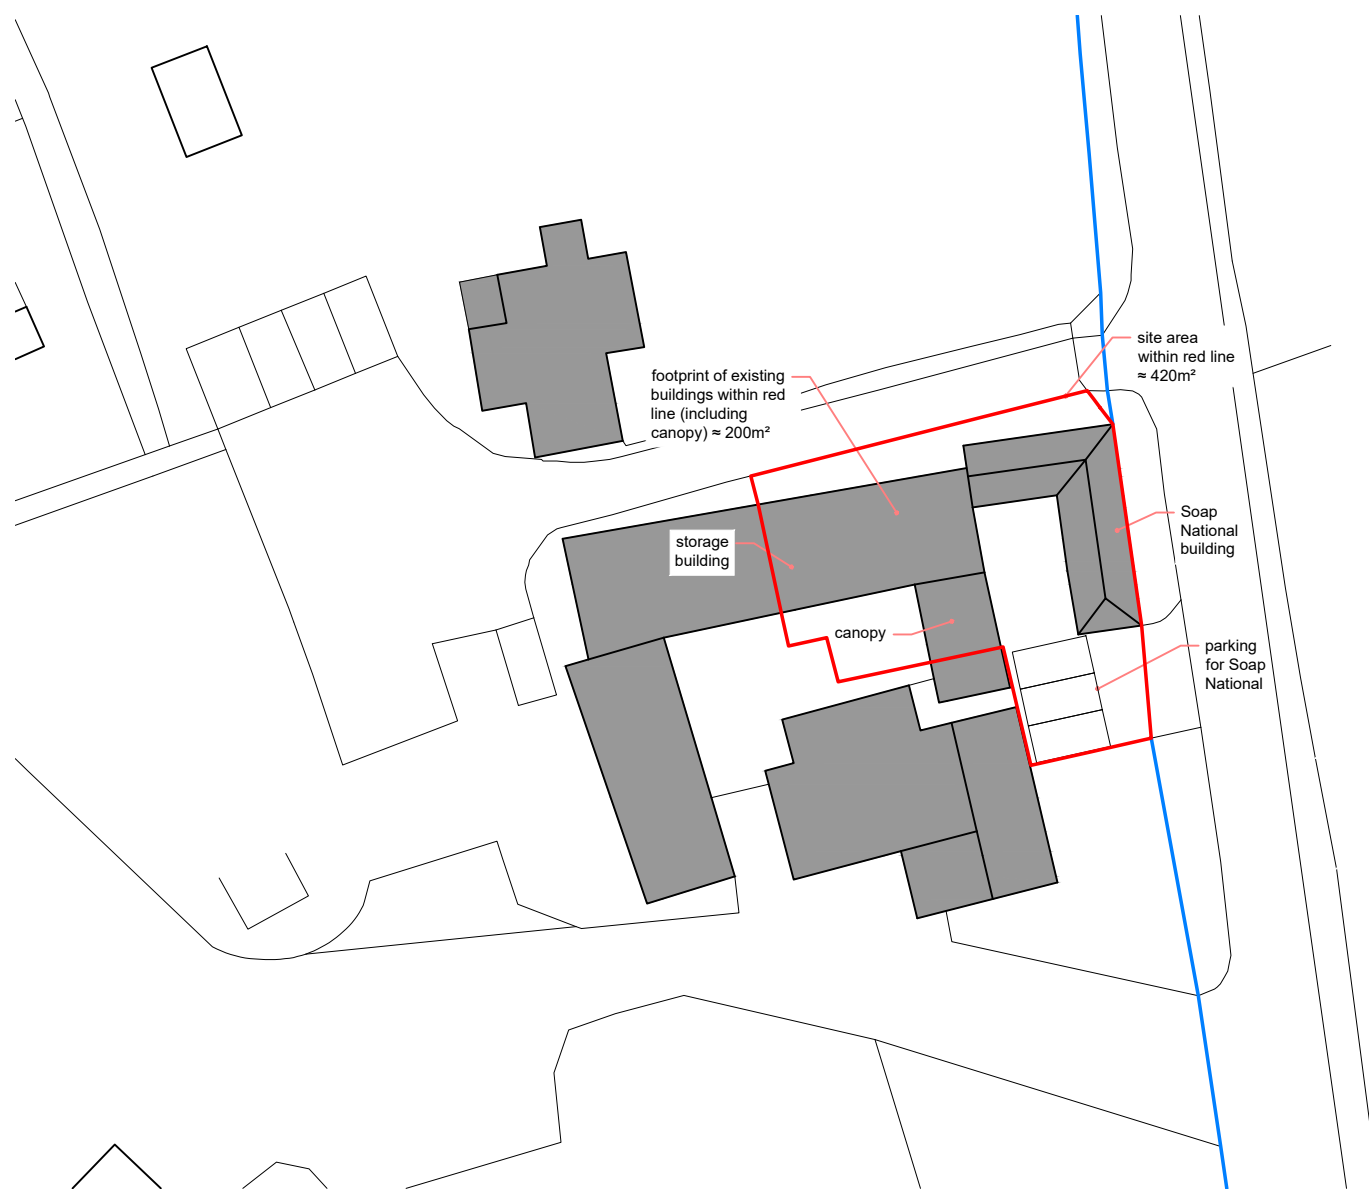 site area
within red line
≈ 420m²
footprint of existing
buildings within red
line (including
canopy) ≈ 200m²
Soap
National
building
storage
building
canopy
parking
for Soap
National